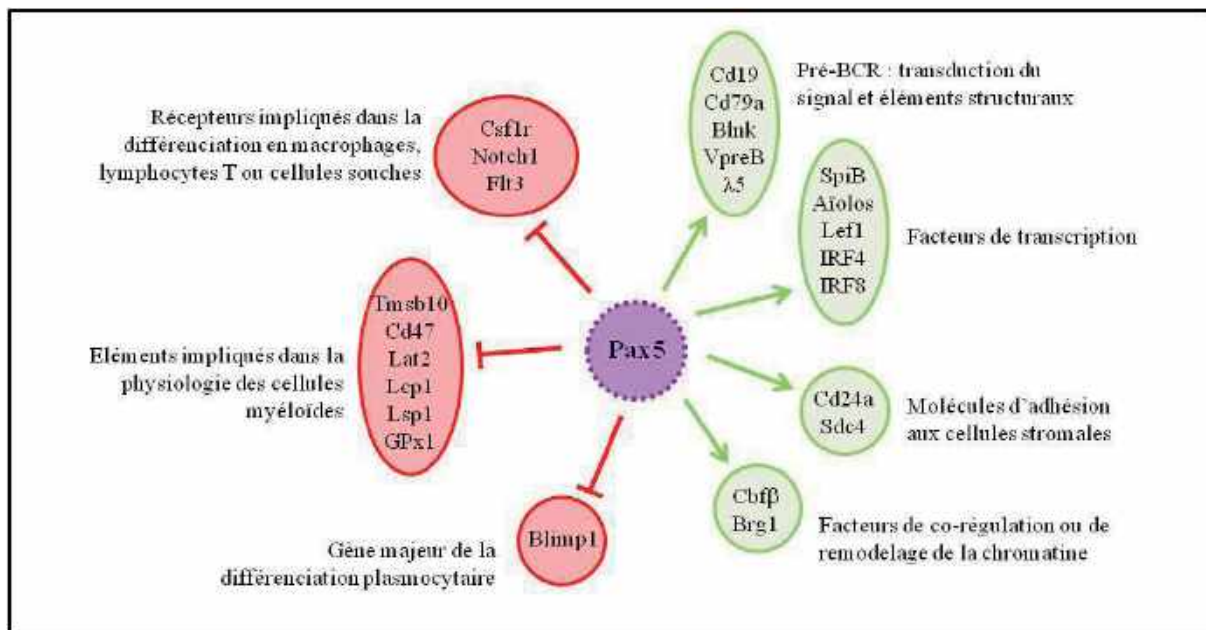 Récepteurs impliqués dans la
différenciation en macrophages,
lymphocytes T ou cellules souches
Csf1r
Notch1
Flt3
Cd19
Cd79a
Blnk
VpreB
λ5
Pré-BCR : transduction du
signal et éléments structuraux
SpiB
Aïolos
Lef1
IRF4
IRF8
Facteurs de transcription
Eléments impliqués dans la
physiologie des cellules
myéloïdes
Tmsb10
Cd47
Lat2
Lcp1
Lsp1
GPx1
Pax5
Cd24a
Sdc4
Molécules d'adhésion
aux cellules stromales
Cbfβ
Brg1
Facteurs de co-régulation ou de
remodelage de la chromatine
Gêne majeur de la
différenciation plasmocytaire
Blimp1